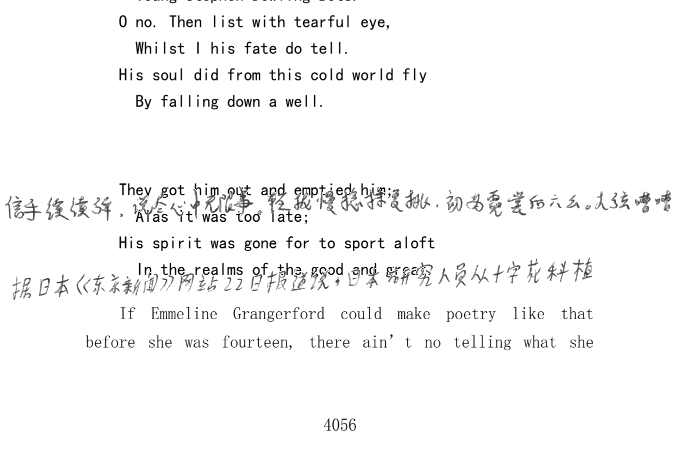 O no. Then list with tearful eye,
Whilst I his fate do tell.
His soul did from this cold world fly
By falling down a well.
They got him out and emptied him;
信手续续弹,说尽心中无限事。轻拢慢捻抹复挑,初为霓裳后六幺。大弦嘈嘈
Alas it was too late;
His spirit was gone for to sport aloft
In the realms of the good and great.
据日本《东京新闻》网站22日报道说,日本研究人员从十字花科植
If Emmeline Grangerford could make poetry like that
before she was fourteen, there ain't no telling what she
4056